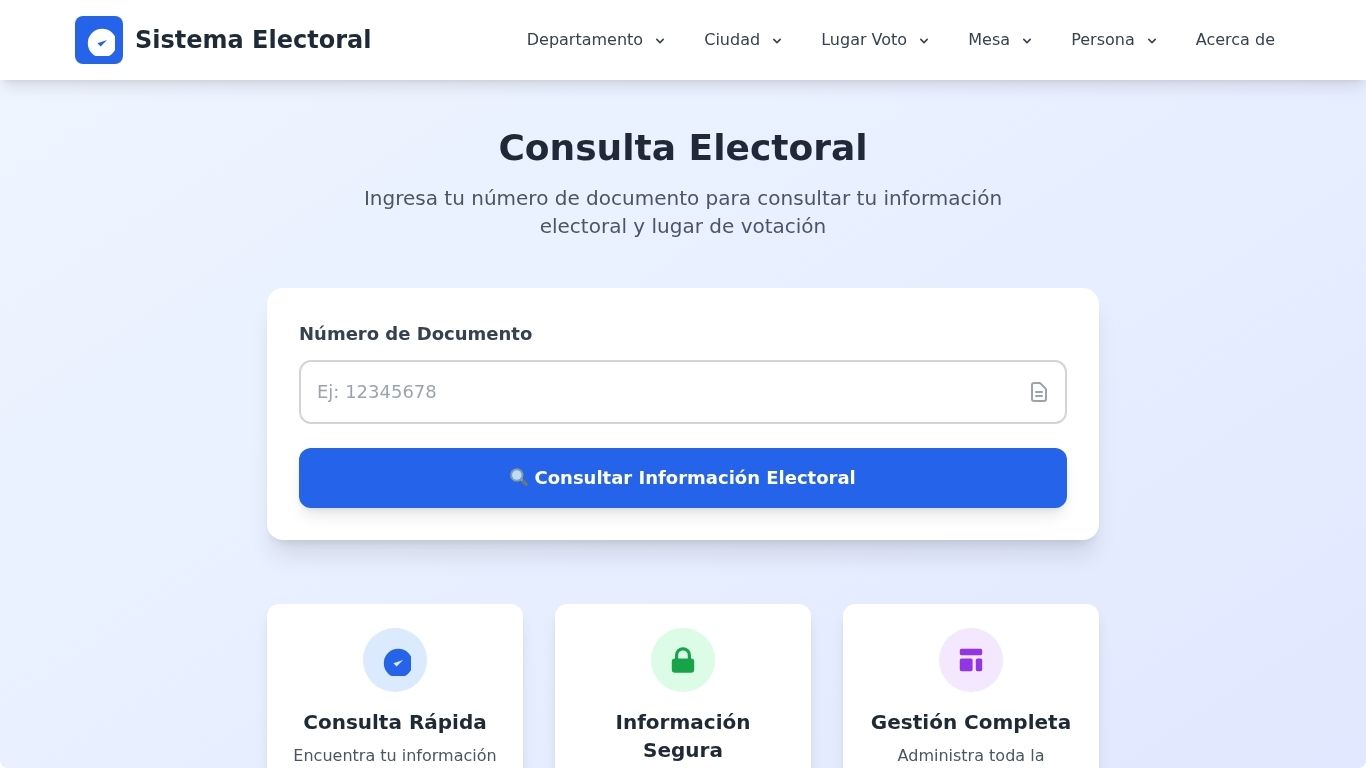 Sistema Electoral
Departamento
Ciudad
Lugar Voto
Mesa
Persona
Acerca de
Consulta Electoral
Ingresa tu número de documento para consultar tu información
electoral y lugar de votación
Número de Documento
Ej: 12345678
Consultar Información Electoral
Consulta Rápida
Encuentra tu información
Información
Segura
Gestión Completa
Administra toda la